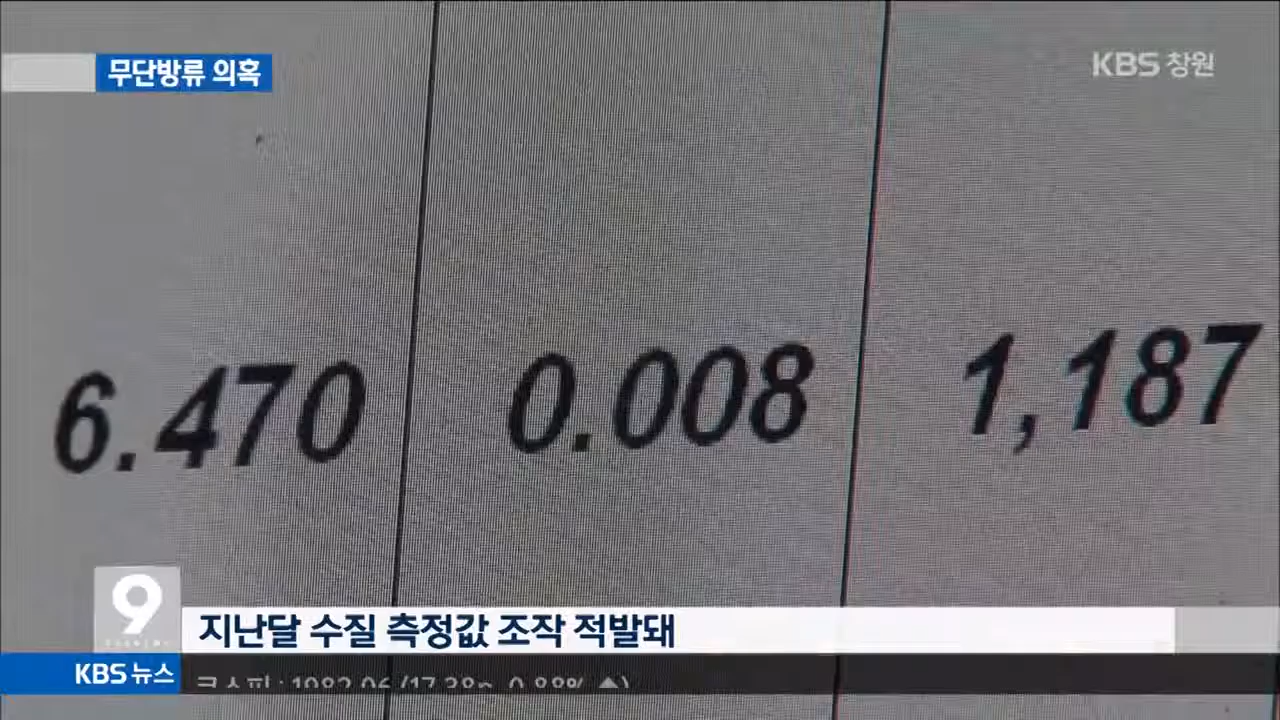 무단방류 의혹
KBS 창원
6.470 0.008 1,187
9
지난달 수질 측정값 조작 적발돼
KBS 뉴스